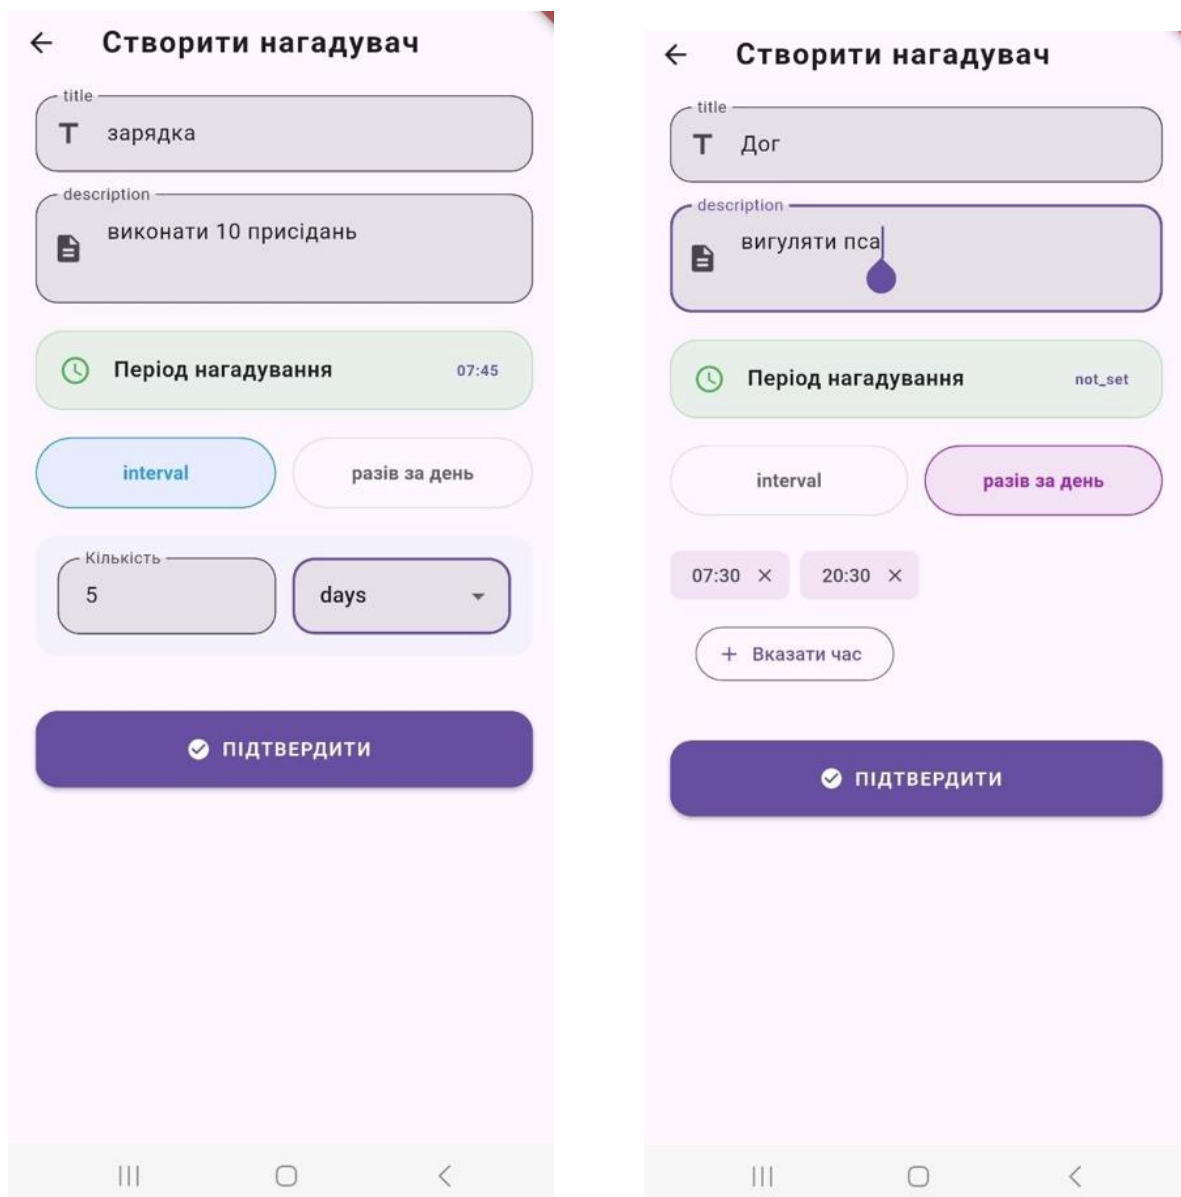 Створити нагадувач
title
зарядка
description
виконати 10 присідань
Період нагадування 07:45
interval разів за день
Кількість
5 days
ПІДТВЕРДИТИ
Створити нагадувач
title
Дог
description
вигуляти пса
Період нагадування not_set
interval разів за день
07:30 20:30
+ Вказати час
ПІДТВЕРДИТИ